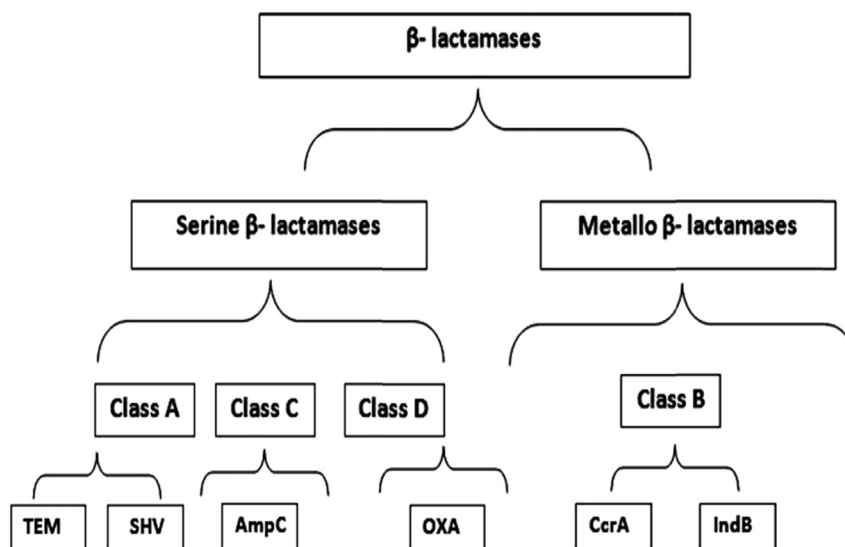 β- lactamases
Serine β- lactamases
Metallo β- lactamases
Class A
Class C
Class D
Class B
TEM
SHV
AmpC
OXA
CcrA
IndB